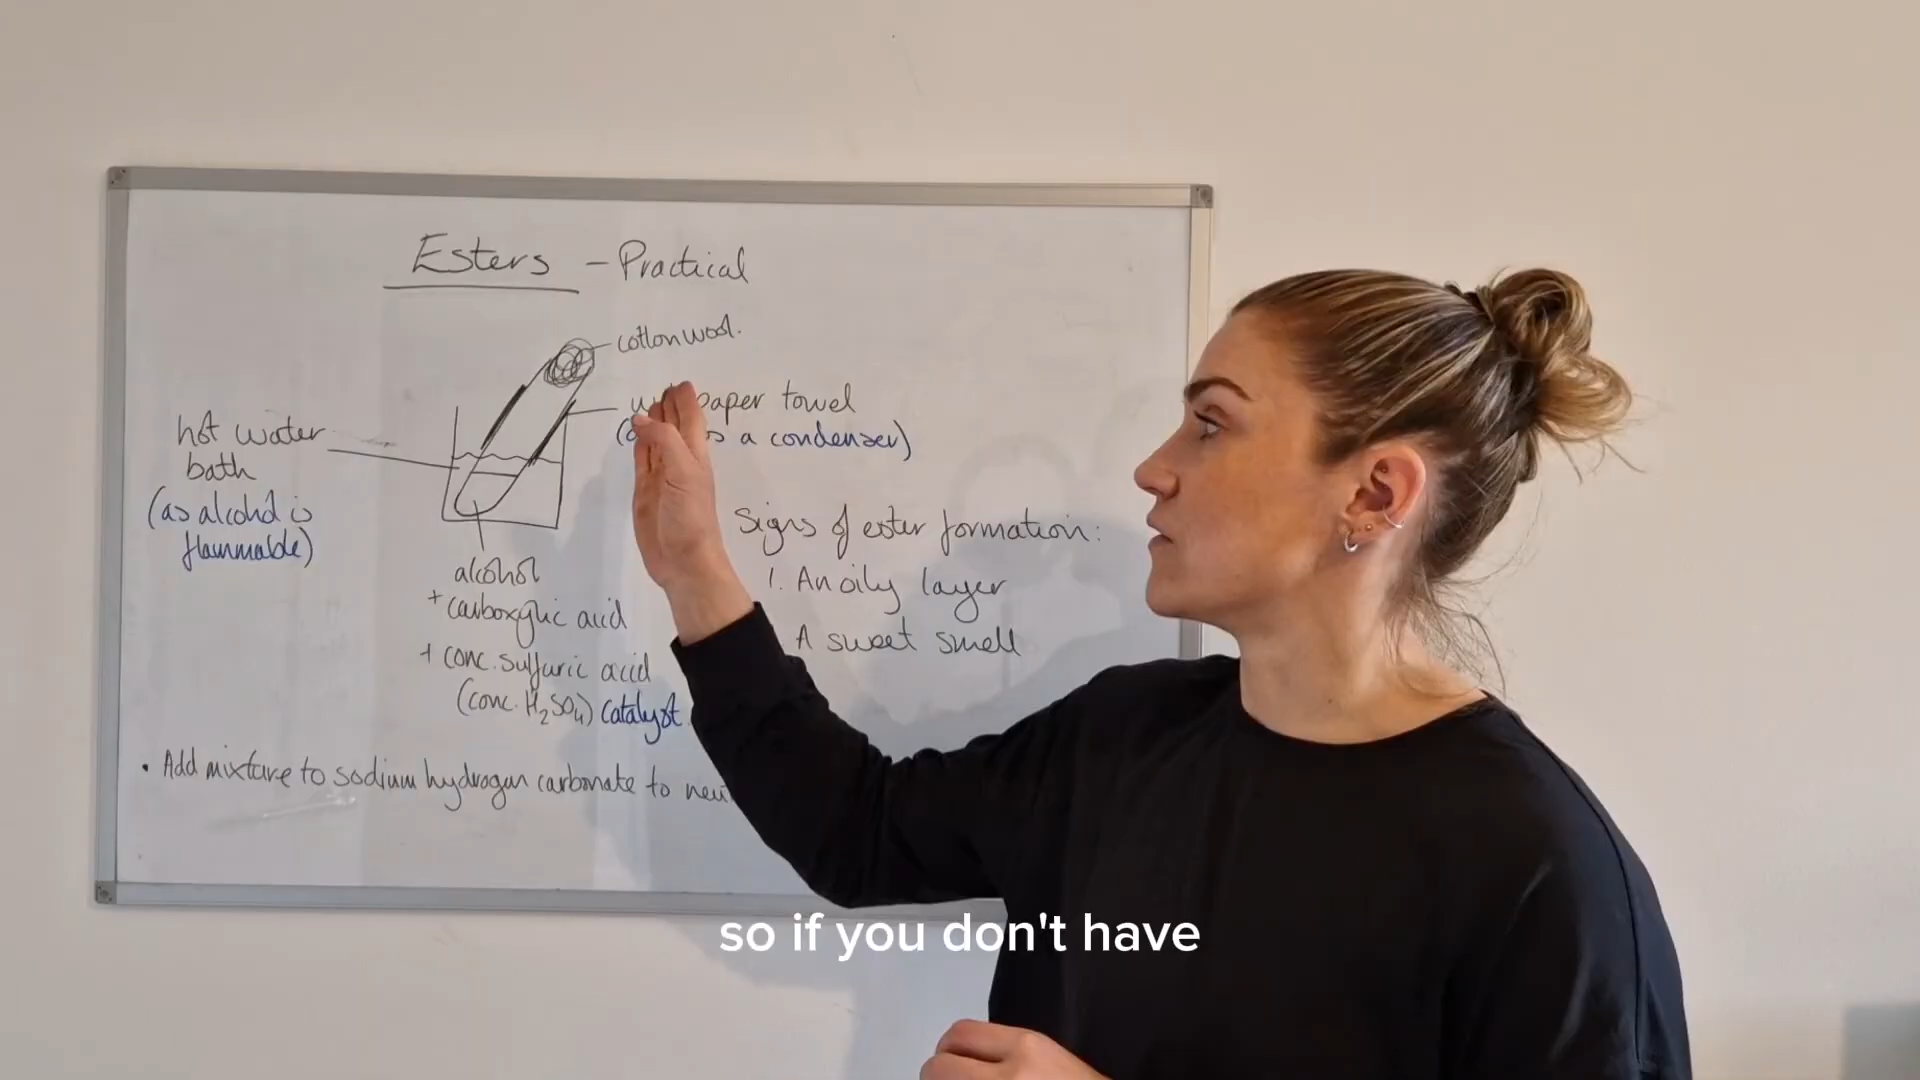 Esters - Practical
cotton wool.
paper towel
a condenser)
hot water
bath
(as alcohol is
flammable)
Signs of ester formation:
1. An oily layer
A sweet smell
alcohol
+ carboxylic acid
+ conc. sulfuric acid
(conc. H₂SO₄) catalyst
• Add mixture to sodium hydrogen carbonate to
so if you don't have